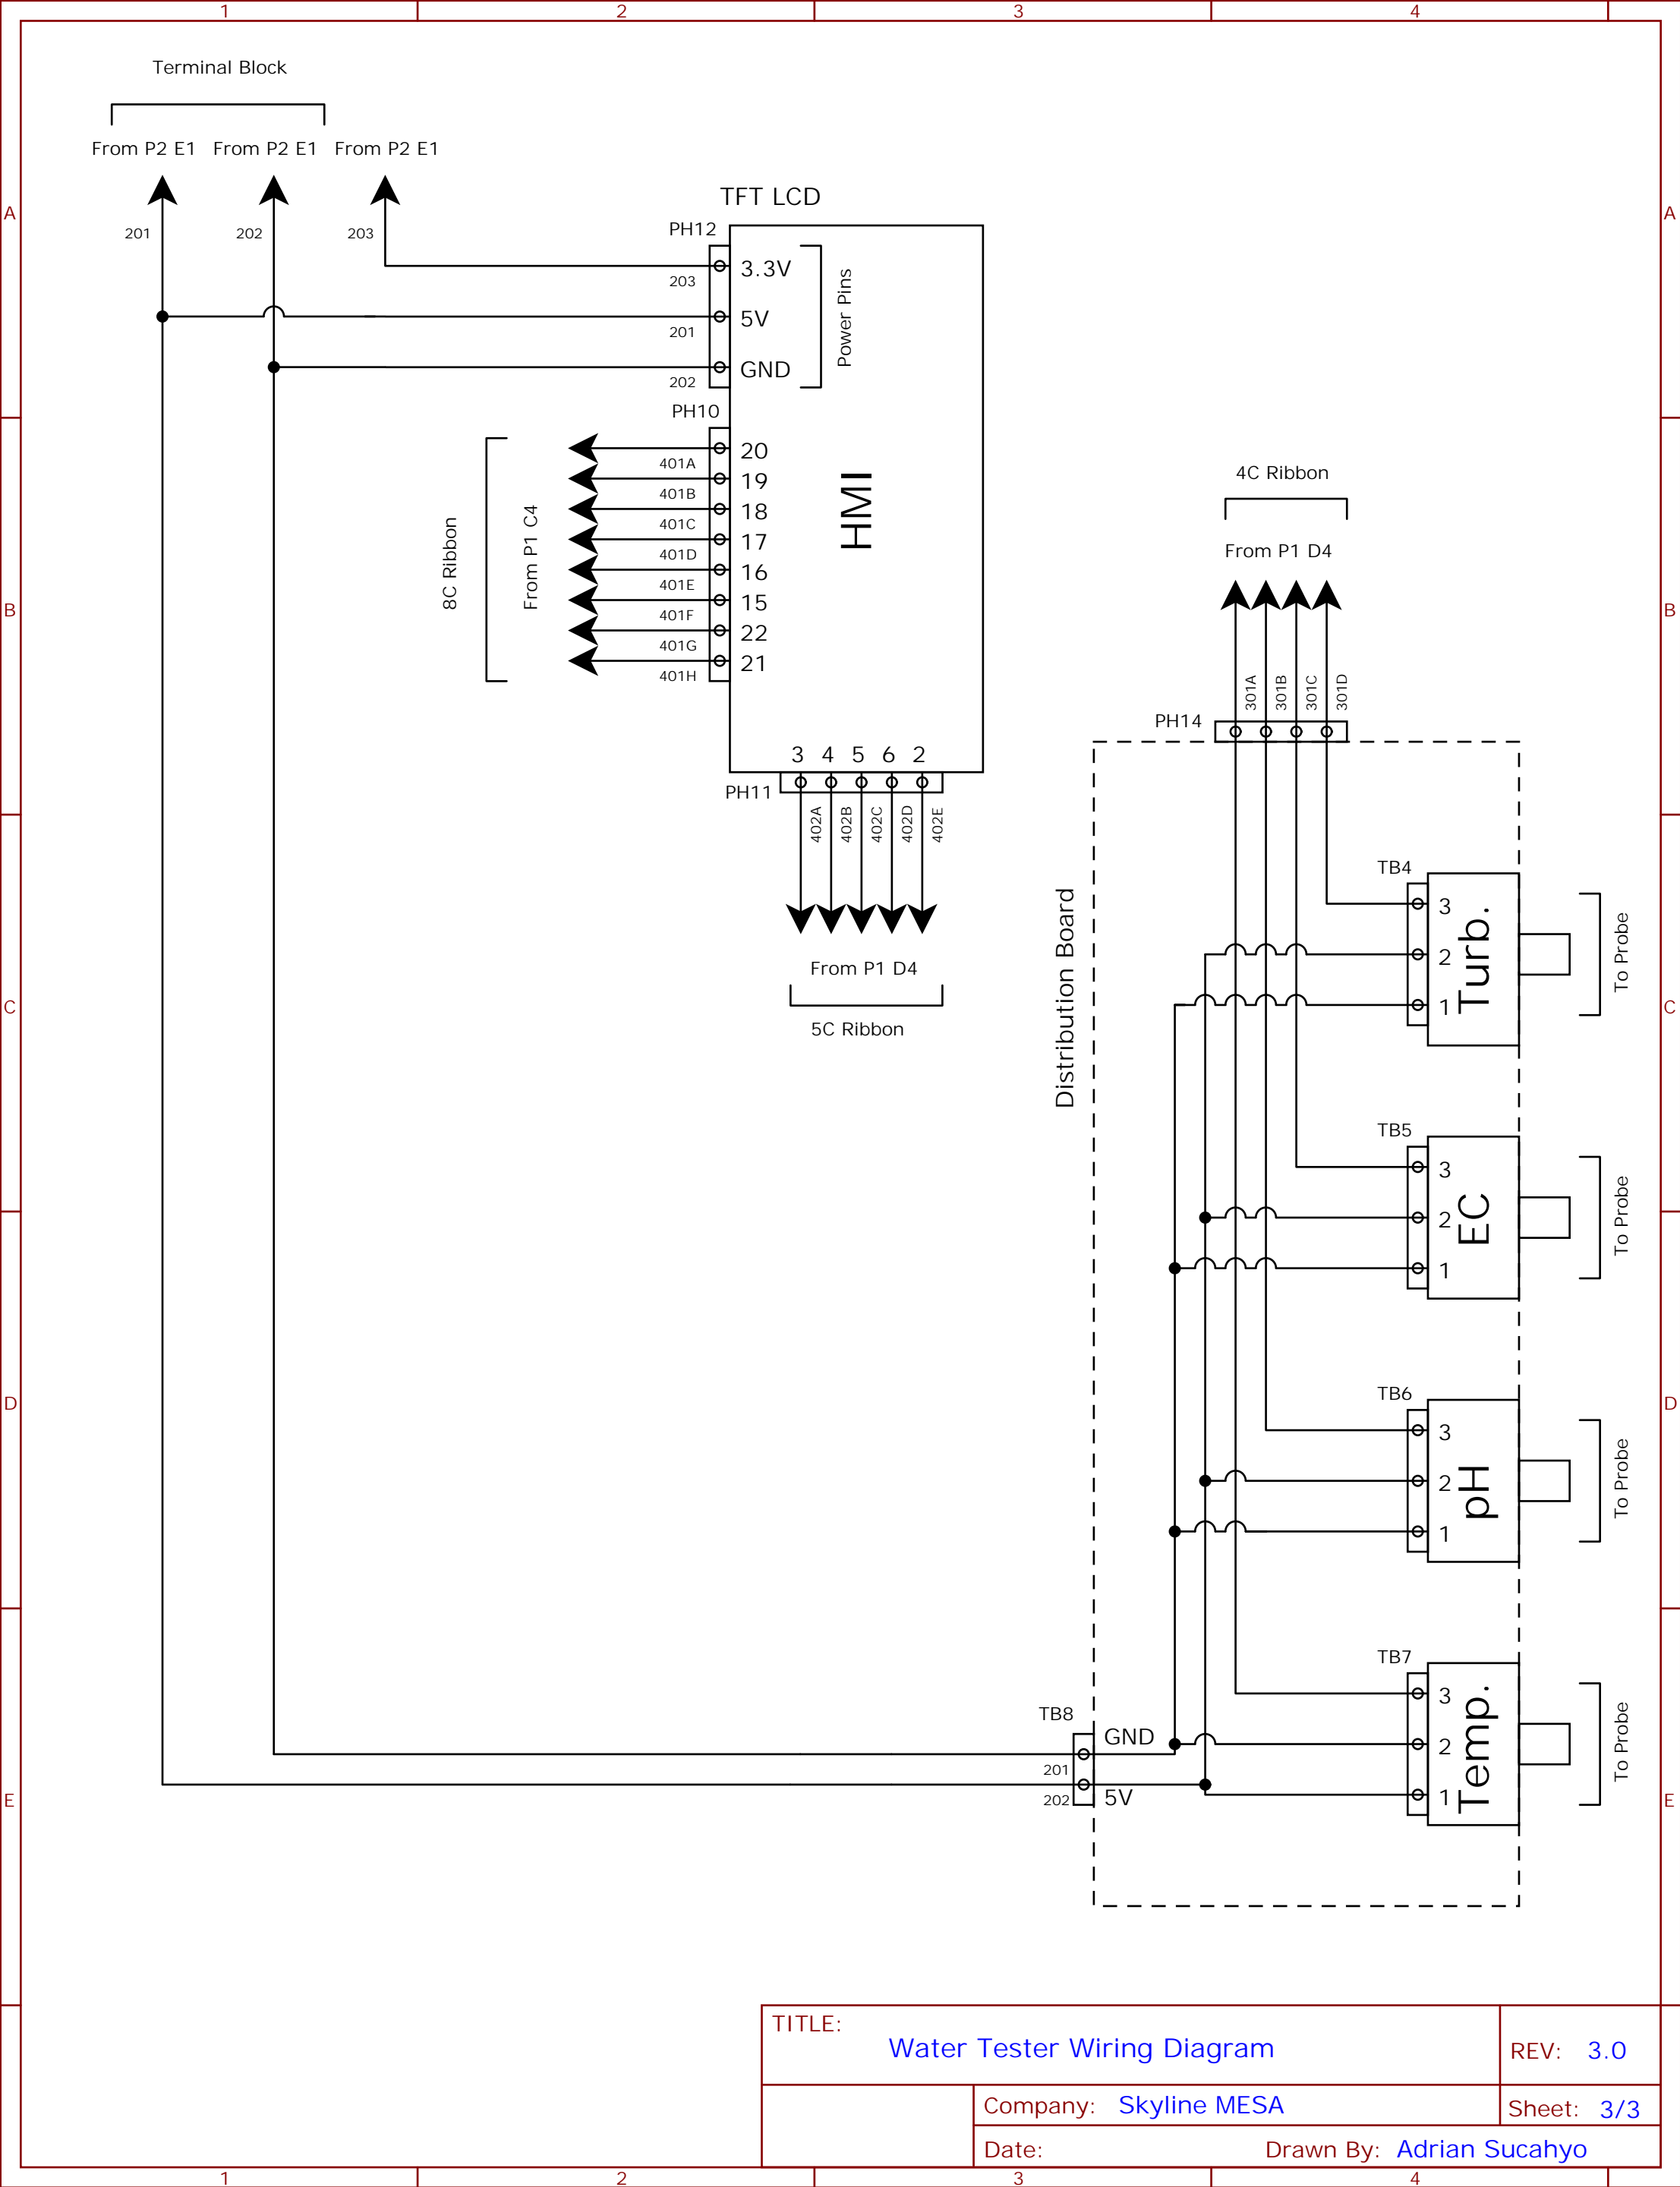 1 2 3 4
Terminal Block
From P2 E1 From P2 E1 From P2 E1
TFT LCD
A A
201 202 203
PH12
3.3V
203
5V
201
GND
202
Power Pins
PH10
20
401A
19
401B
18
401C
17
401D
16
401E
15
401F
22
401G
21
401H
HMI
8C Ribbon
From P1 C4
B B
4C Ribbon
From P1 D4
301A 301B 301C 301D
PH14
3 4 5 6 2
PH11
402A 402B 402C 402D 402E
From P1 D4
5C Ribbon
C C
Distribution Board
TB4
3
2
1
Turb.
To Probe
TB5
3
2
1
EC
To Probe
D D
TB6
3
2
1
pH
To Probe
TB7
3
2
1
Temp.
To Probe
TB8
GND
201
202
5V
E E
TITLE:
Water Tester Wiring Diagram
REV: 3.0
Company: Skyline MESA
Sheet: 3/3
Date:
Drawn By: Adrian Sucahyo
1 2 3 4